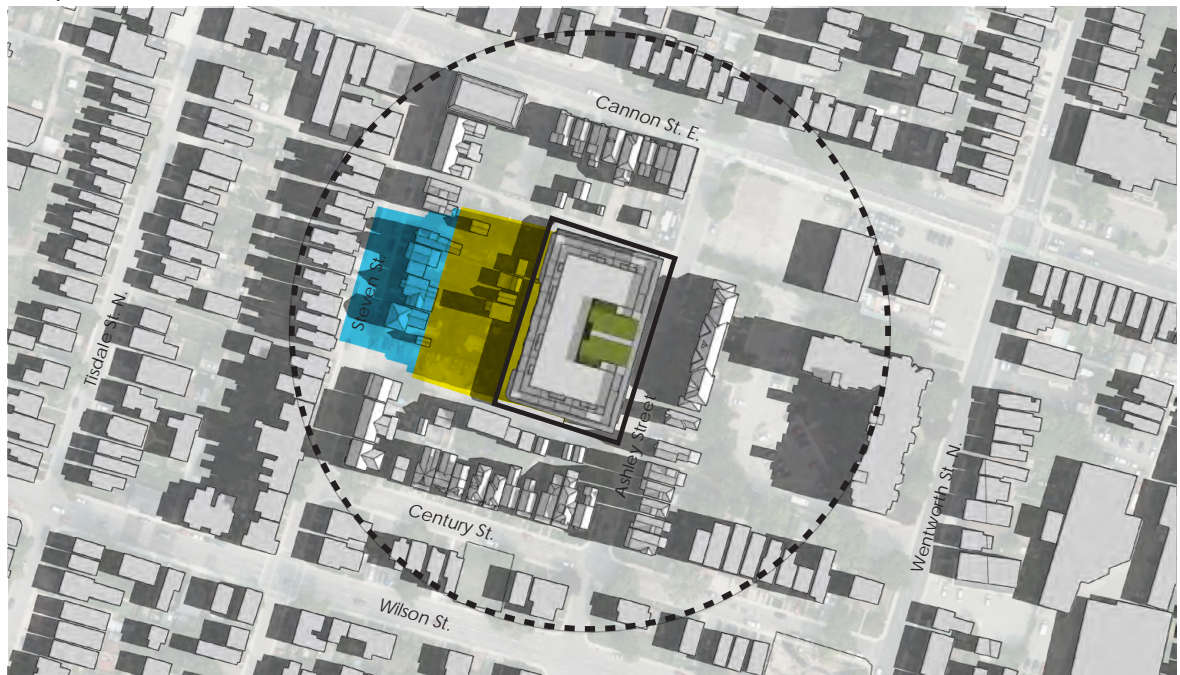 Cannon St. E.
Steven St.
Tisdale St. N.
Ashley Street
Century St.
Wentworth St. N.
Wilson St.